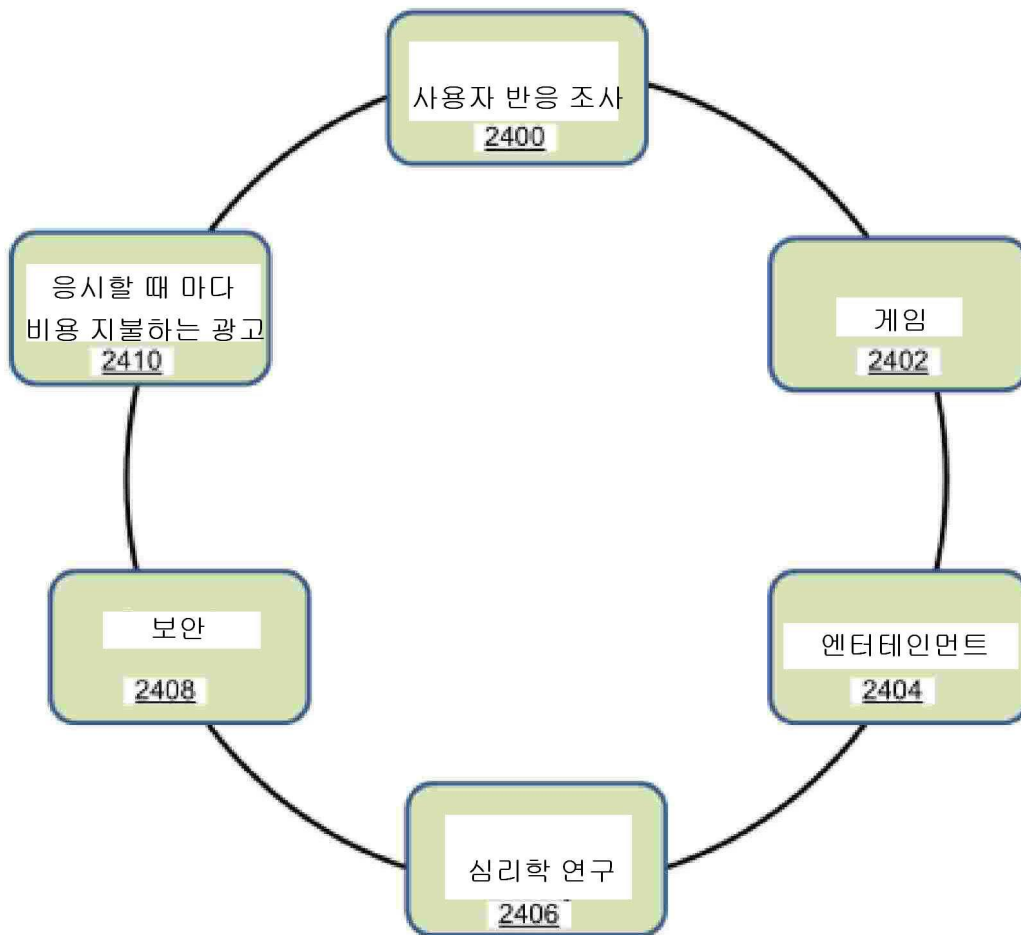 사용자 반응 조사
2400
응시할 때 마다
비용 지불하는 광고
2410
게임
2402
보안
2408
엔터테인먼트
2404
심리학 연구
2406